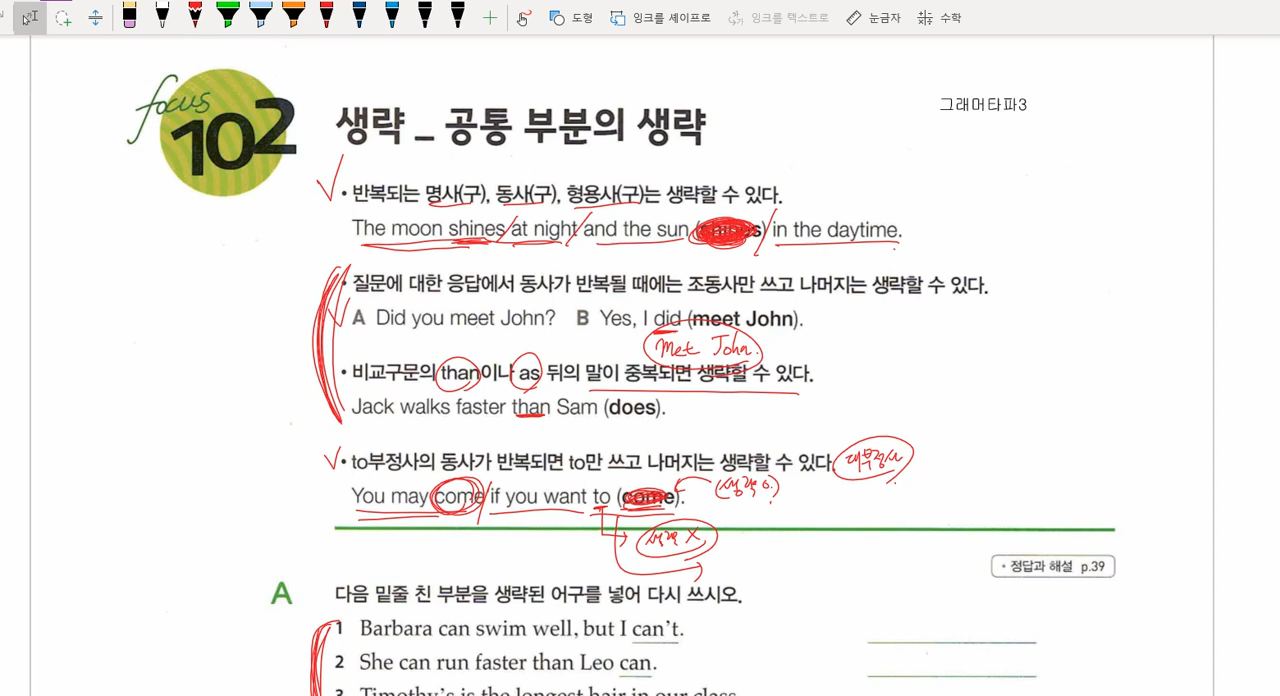 도형 잉크를 셰이프로 잉크를 텍스트로 눈금자 수학
focus 102 생략 _ 공통 부분의 생략
그래머타파3
• 반복되는 명사(구), 동사(구), 형용사(구)는 생략할 수 있다.
The moon shines at night and the sun (shines) in the daytime.
• 질문에 대한 응답에서 동사가 반복될 때에는 조동사만 쓰고 나머지는 생략할 수 있다.
A Did you meet John? B Yes, I did (meet John).
Met John.
• 비교구문의 than이나 as 뒤의 말이 중복되면 생략할 수 있다.
Jack walks faster than Sam (does).
• to부정사의 동사가 반복되면 to만 쓰고 나머지는 생략할 수 있다. 대부정사
You may come if you want to (come). (생략 o.)
생략 X
• 정답과 해설 p.39
A 다음 밑줄 친 부분을 생략된 어구를 넣어 다시 쓰시오.
1 Barbara can swim well, but I can't.
2 She can run faster than Leo can.
3 Timothy's is the longest hair in our class.